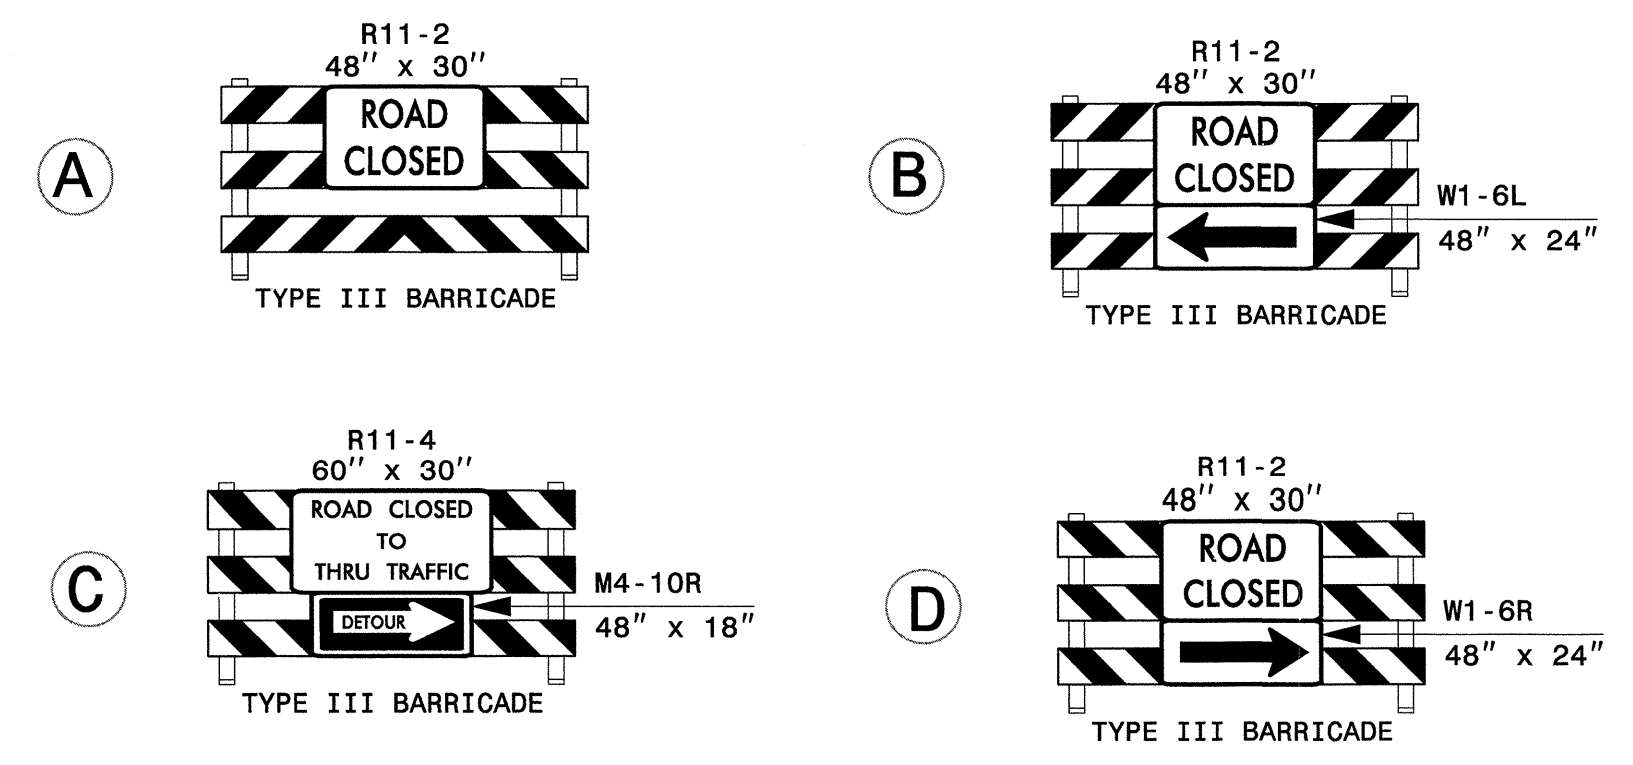 R11-2
48" x 30"
A
ROAD
CLOSED
TYPE III BARRICADE
R11-2
48" x 30"
B
ROAD
CLOSED
W1-6L
48" x 24"
TYPE III BARRICADE
R11-4
60" x 30"
C
ROAD CLOSED
TO
THRU TRAFFIC
M4-10R
DETOUR
48" x 18"
TYPE III BARRICADE
R11-2
48" x 30"
D
ROAD
CLOSED
W1-6R
48" x 24"
TYPE III BARRICADE